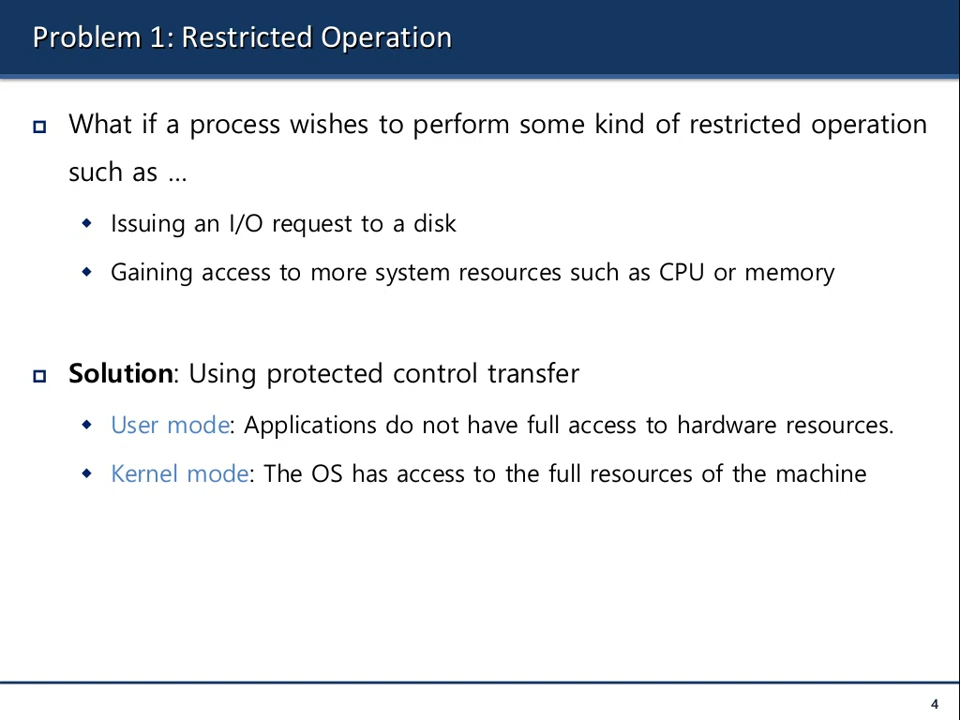 Problem 1: Restricted Operation
What if a process wishes to perform some kind of restricted operation
such as …
Issuing an I/O request to a disk
Gaining access to more system resources such as CPU or memory
Solution: Using protected control transfer
User mode: Applications do not have full access to hardware resources.
Kernel mode: The OS has access to the full resources of the machine
4